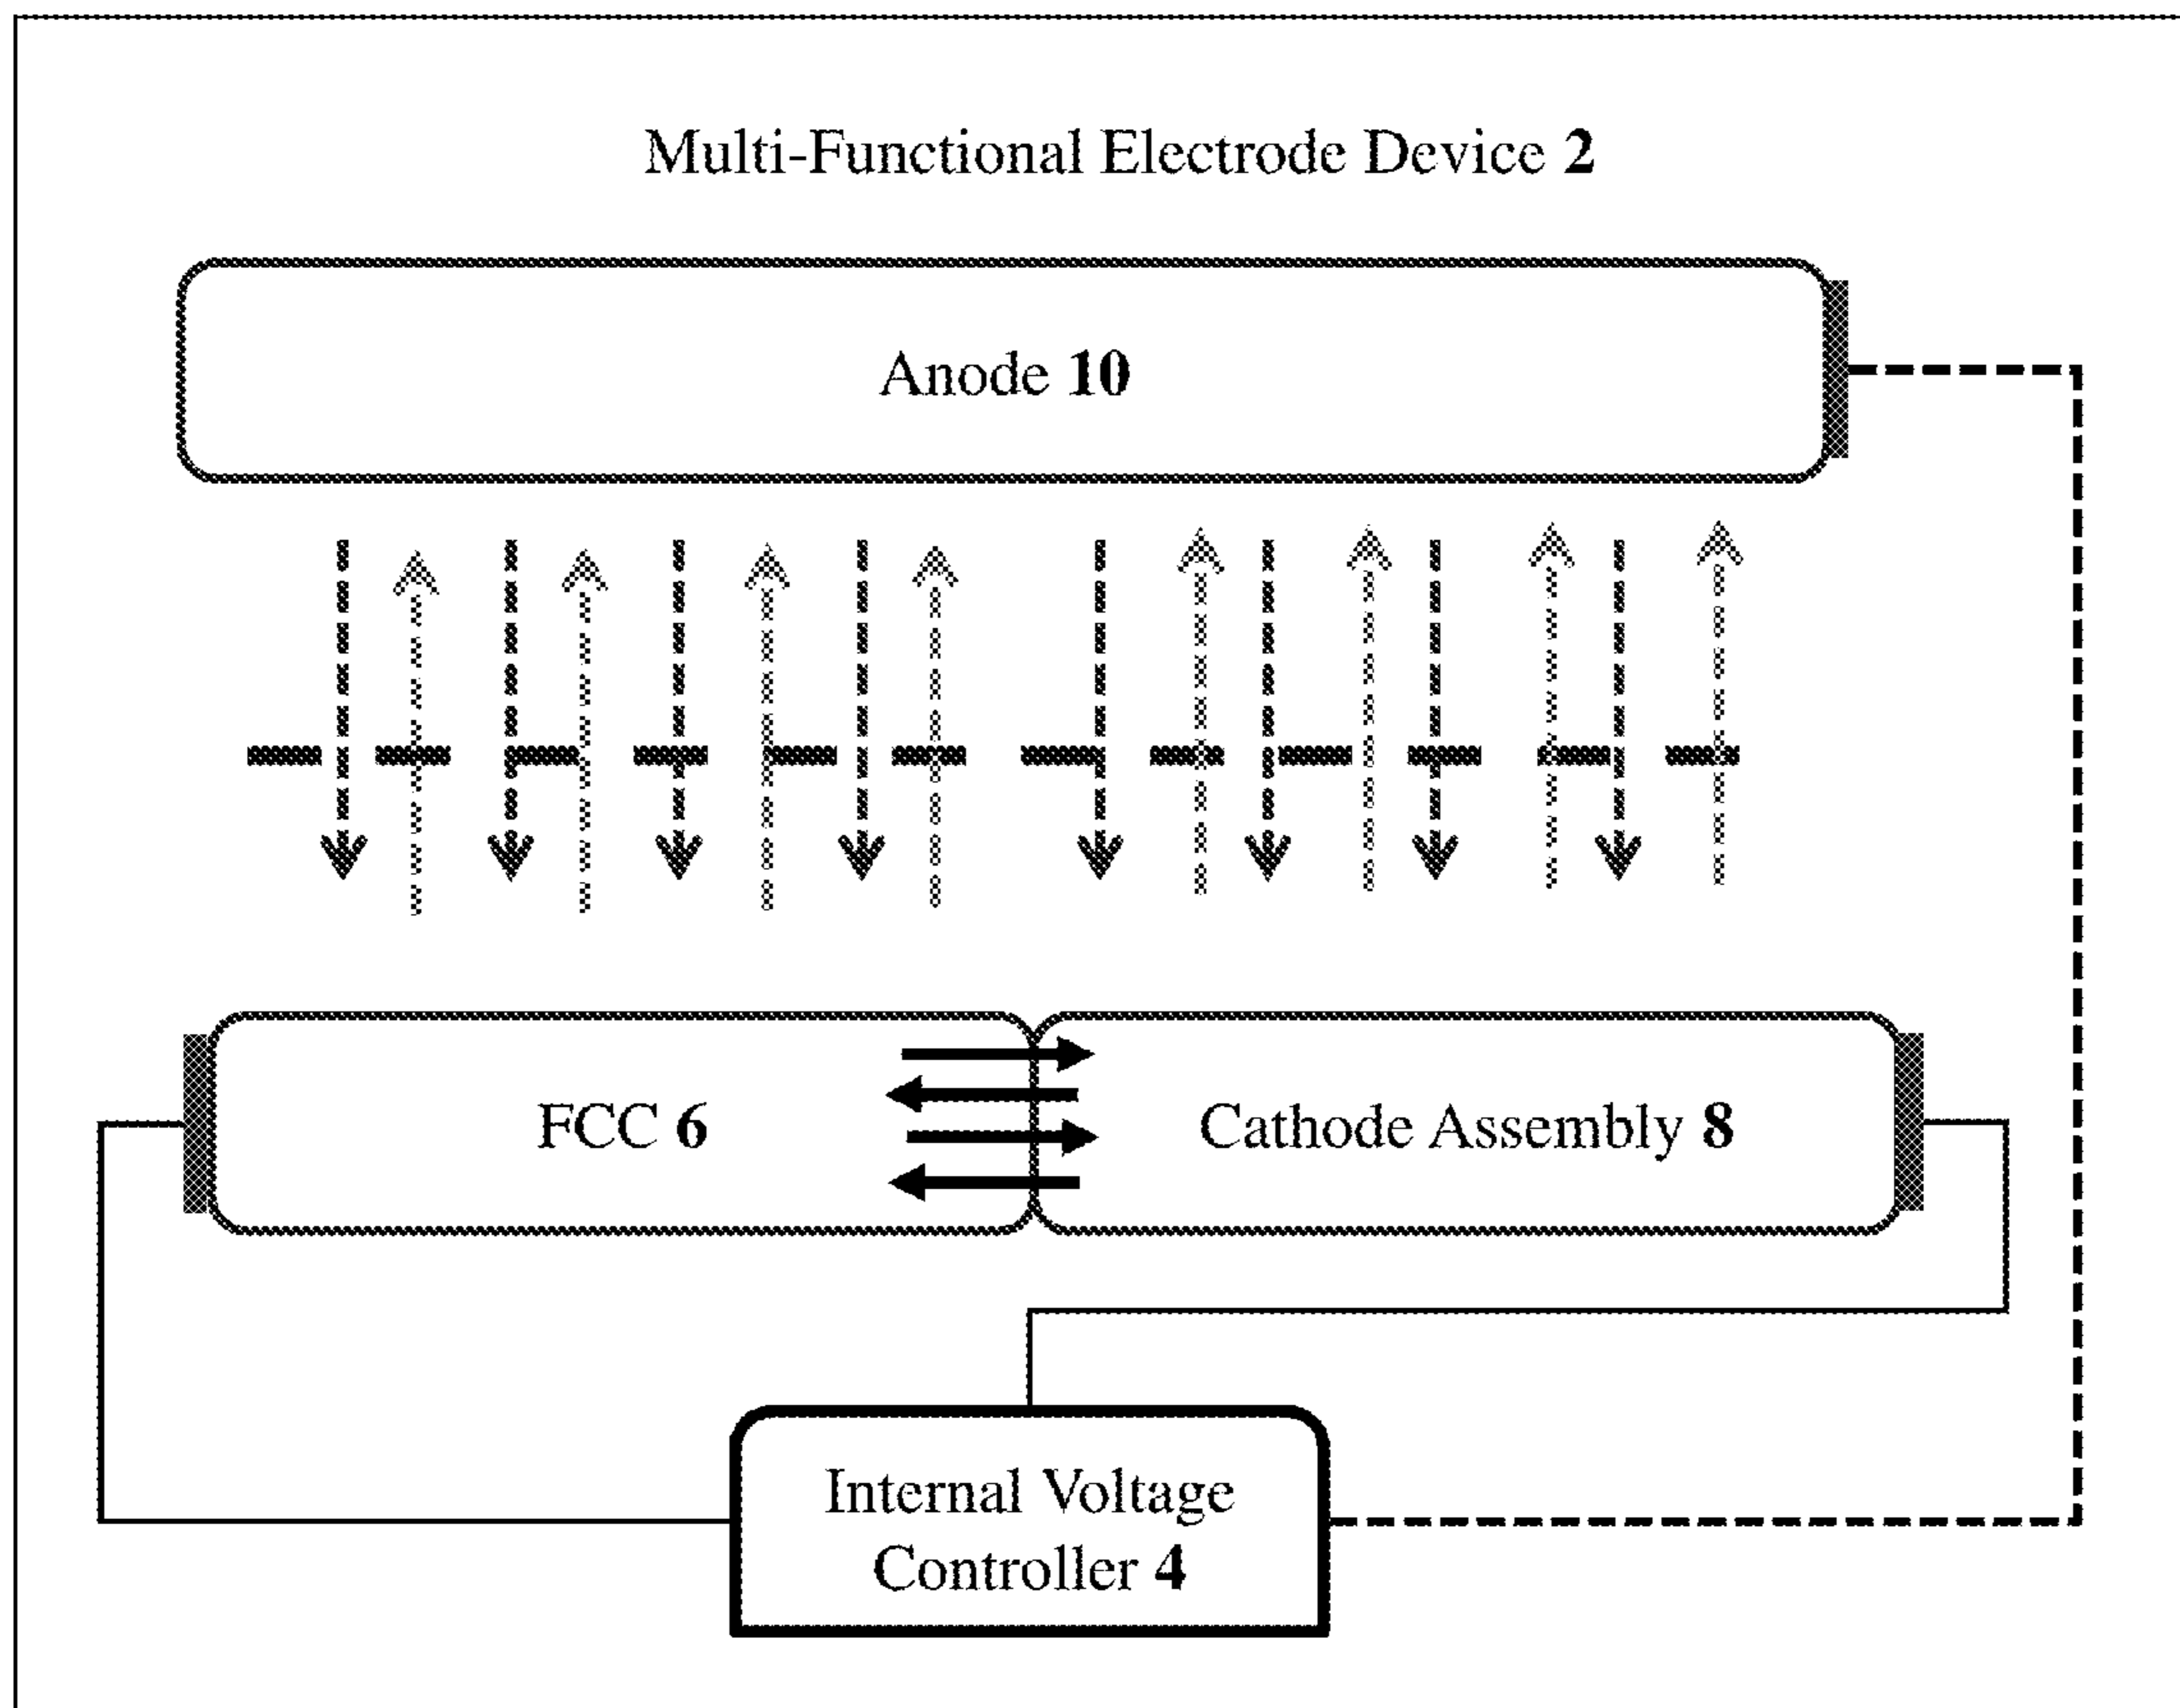 Multi-Functional Electrode Device 2
Anode 10
FCC 6
Cathode Assembly 8
Internal Voltage
Controller 4